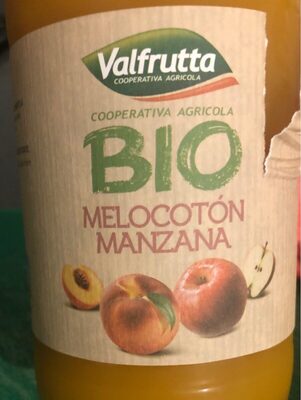 Valfrutta
COOPERATIVA AGRICOLA
COOPERATIVA AGRICOLA
BIO
MELOCOTÓN
MANZANA